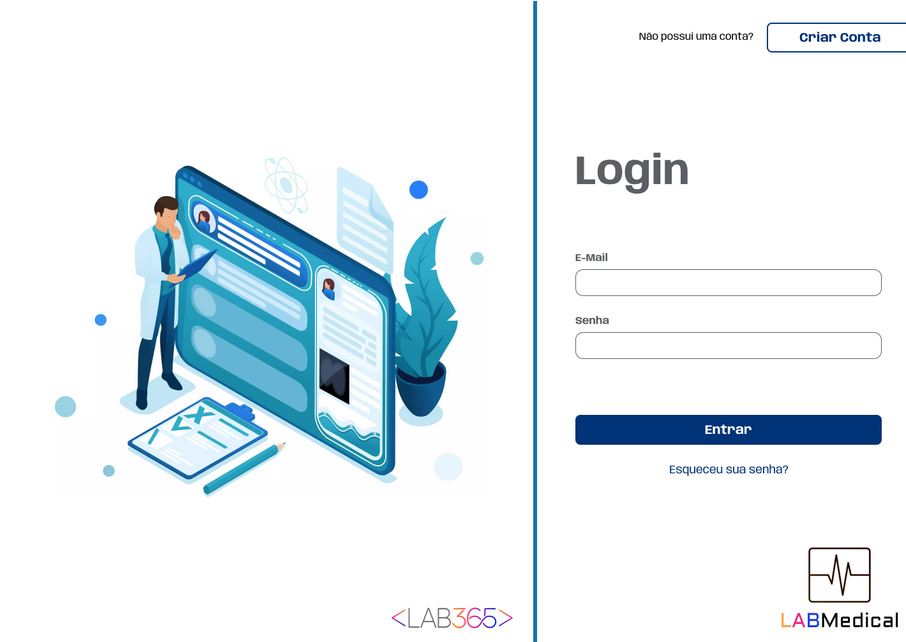 Não possui uma conta?
Criar Conta
Login
E-Mail
Senha
Entrar
Esqueceu sua senha?
<LAB365>
LABMedical